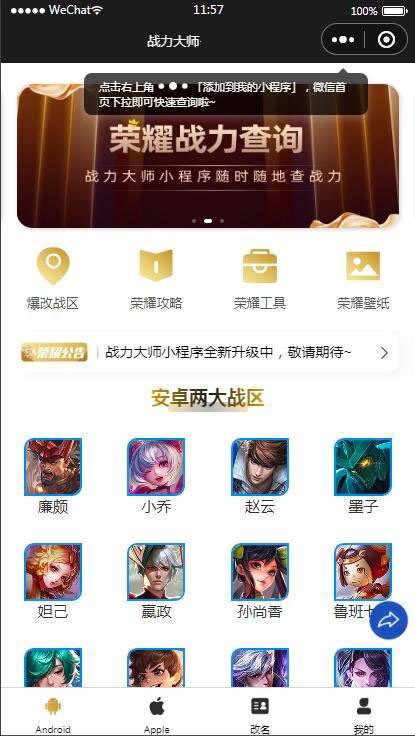 WeChat
11:57
100%
战力大师
点击右上角●●●「添加到我的小程序」，微信首
页下拉即可快速查询啦~
荣耀战力查询
战力大师小程序随时随地查战力
爆改战区
荣耀攻略
荣耀工具
荣耀壁纸
荣耀公告
战力大师小程序全新升级中，敬请期待~
安卓两大战区
廉颇
小乔
赵云
墨子
妲己
嬴政
孙尚香
鲁班七
Android
Apple
改名
我的